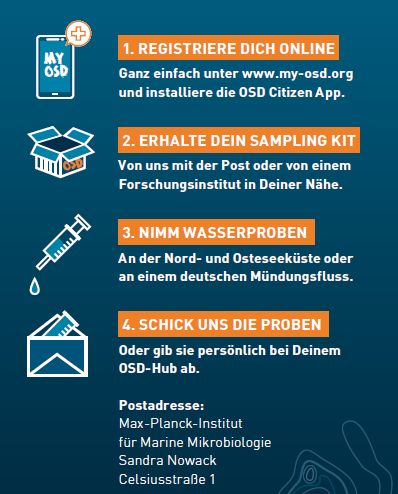 MY
OSD
1. REGISTRIERE DICH ONLINE
Ganz einfach unter www.my-osd.org
und installiere die OSD Citizen App.
OSD
2. ERHALTE DEIN SAMPLING KIT
Von uns mit der Post oder von einem
Forschungsinstitut in Deiner Nähe.
3. NIMM WASSERPROBEN
An der Nord- und Osteseeküste oder
an einem deutschen Mündungsfluss.
4. SCHICK UNS DIE PROBEN
Oder gib sie persönlich bei Deinem
OSD-Hub ab.
Postadresse:
Max-Planck-Institut
für Marine Mikrobiologie
Sandra Nowack
Celsiusstraße 1